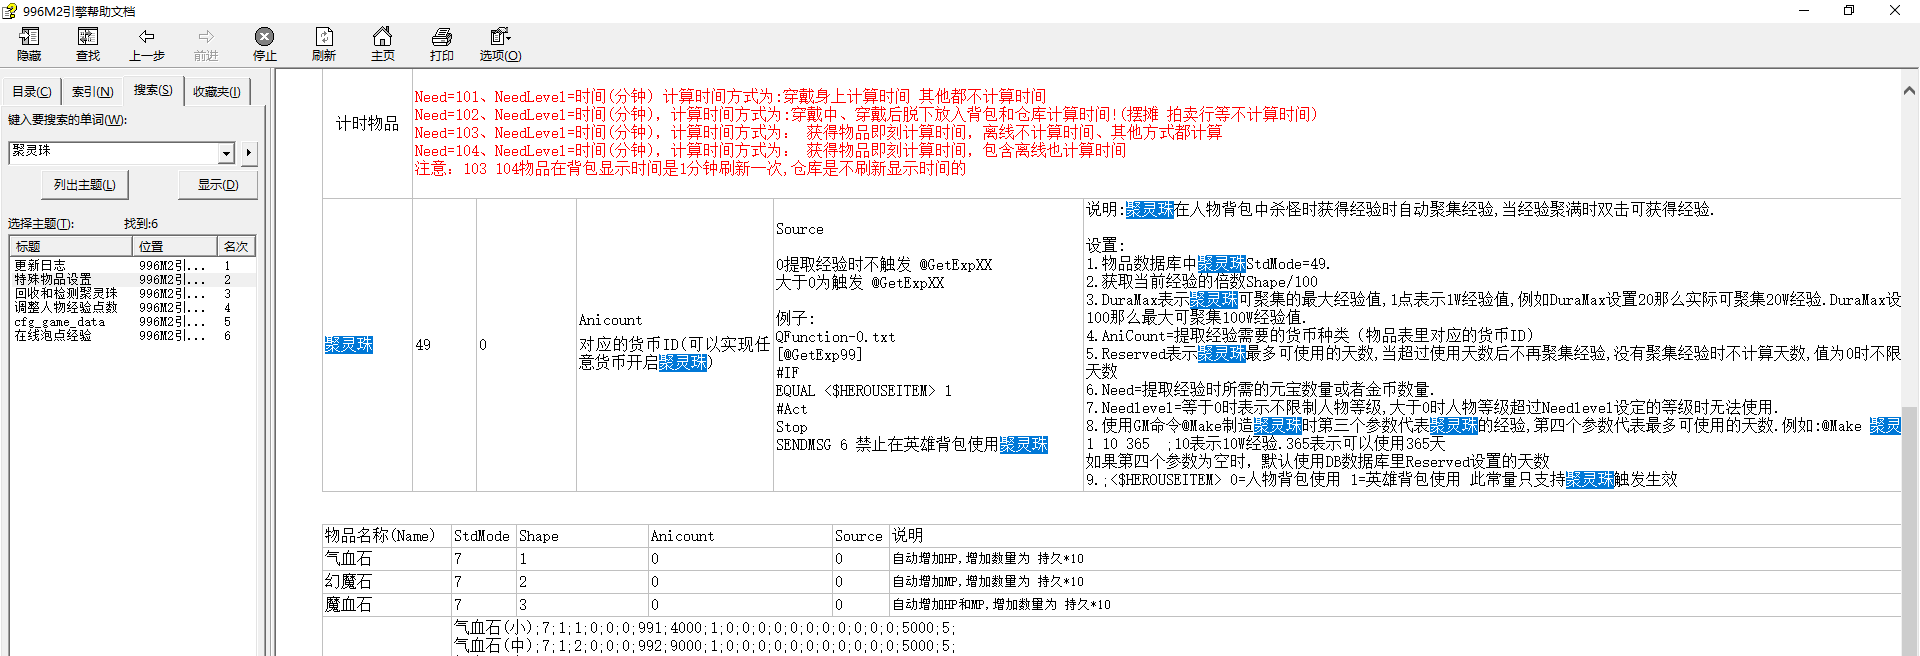 996M2引擎帮助文档
隐藏 查找 上一步 前进 停止 刷新 主页 打印 选项(O)
目录(C) 索引(N) 搜索(S) 收藏夹(I)
键入要搜索的单词(W):
聚灵珠
列出主题(L) 显示(D)
选择主题(T): 找到:6
标题 位置 名次
更新日志 996M2引... 1
特殊物品设置 996M2引... 2
回收和检测聚灵珠 996M2引... 3
调整人物经验点数 996M2引... 4
cfg_game_data 996M2引... 5
在线泡点经验 996M2引... 6
计时物品
Need=101、NeedLevel=时间(分钟) 计算时间方式为:穿戴身上计算时间 其他都不计算时间
Need=102、NeedLevel=时间(分钟), 计算时间方式为:穿戴中、穿戴后脱下放入背包和仓库计算时间!(摆摊 拍卖行等不计算时间)
Need=103、NeedLevel=时间(分钟), 计算时间方式为: 获得物品即刻计算时间, 离线不计算时间、其他方式都计算
Need=104、NeedLevel=时间(分钟), 计算时间方式为: 获得物品即刻计算时间, 包含离线也计算时间
注意: 103 104物品在背包显示时间是1分钟刷新一次,仓库是不刷新显示时间的
聚灵珠
49
0
Anicount
对应的货币ID(可以实现任
意货币开启聚灵珠)
Source
0提取经验时不触发 @GetExpXX
大于0为触发 @GetExpXX
例子:
QFunction-0.txt
[@GetExp99]
#IF
EQUAL <$HEROUSEITEM> 1
#Act
Stop
SENDMSG 6 禁止在英雄背包使用聚灵珠
说明:聚灵珠在人物背包中杀怪时获得经验时自动聚集经验,当经验聚满时双击可获得经验.
设置:
1.物品数据库中聚灵珠StdMode=49.
2.获取当前经验的倍数Shape/100
3.DuraMax表示聚灵珠可聚集的最大经验值,1点表示1W经验值,例如DuraMax设置20那么实际可聚集20W经验.DuraMax设
100那么最大可聚集100W经验值.
4.AniCount=提取经验需要的货币种类 (物品表里对应的货币ID)
5.Reserved表示聚灵珠最多可使用的天数,当超过使用天数后不再聚集经验,没有聚集经验时不计算天数,值为0时不限
天数
6.Need=提取经验时所需的元宝数量或者金币数量.
7.Needlevel=等于0时表示不限制人物等级,大于0时人物等级超过Needlevel设定的等级时无法使用.
8.使用GM命令@Make制造聚灵珠时第三个参数代表聚灵珠的经验,第四个参数代表最多可使用的天数.例如:@Make 聚灵
1 10 365 ;10表示10W经验.365表示可以使用365天
如果第四个参数为空时, 默认使用DB数据库里Reserved设置的天数
9.;<$HEROUSEITEM> 0=人物背包使用 1=英雄背包使用 此常量只支持聚灵珠触发生效
物品名称(Name) StdMode Shape Anicount Source 说明
气血石 7 1 0 0 自动增加HP,增加数量为 持久*10
幻魔石 7 2 0 0 自动增加MP,增加数量为 持久*10
魔血石 7 3 0 0 自动增加HP和MP,增加数量为 持久*10
气血石(小);7;1;1;0;0;0;991;4000;1;0;0;0;0;0;0;0;0;0;0;5000;5;
气血石(中);7;1;2;0;0;0;992;9000;1;0;0;0;0;0;0;0;0;0;0;5000;5;